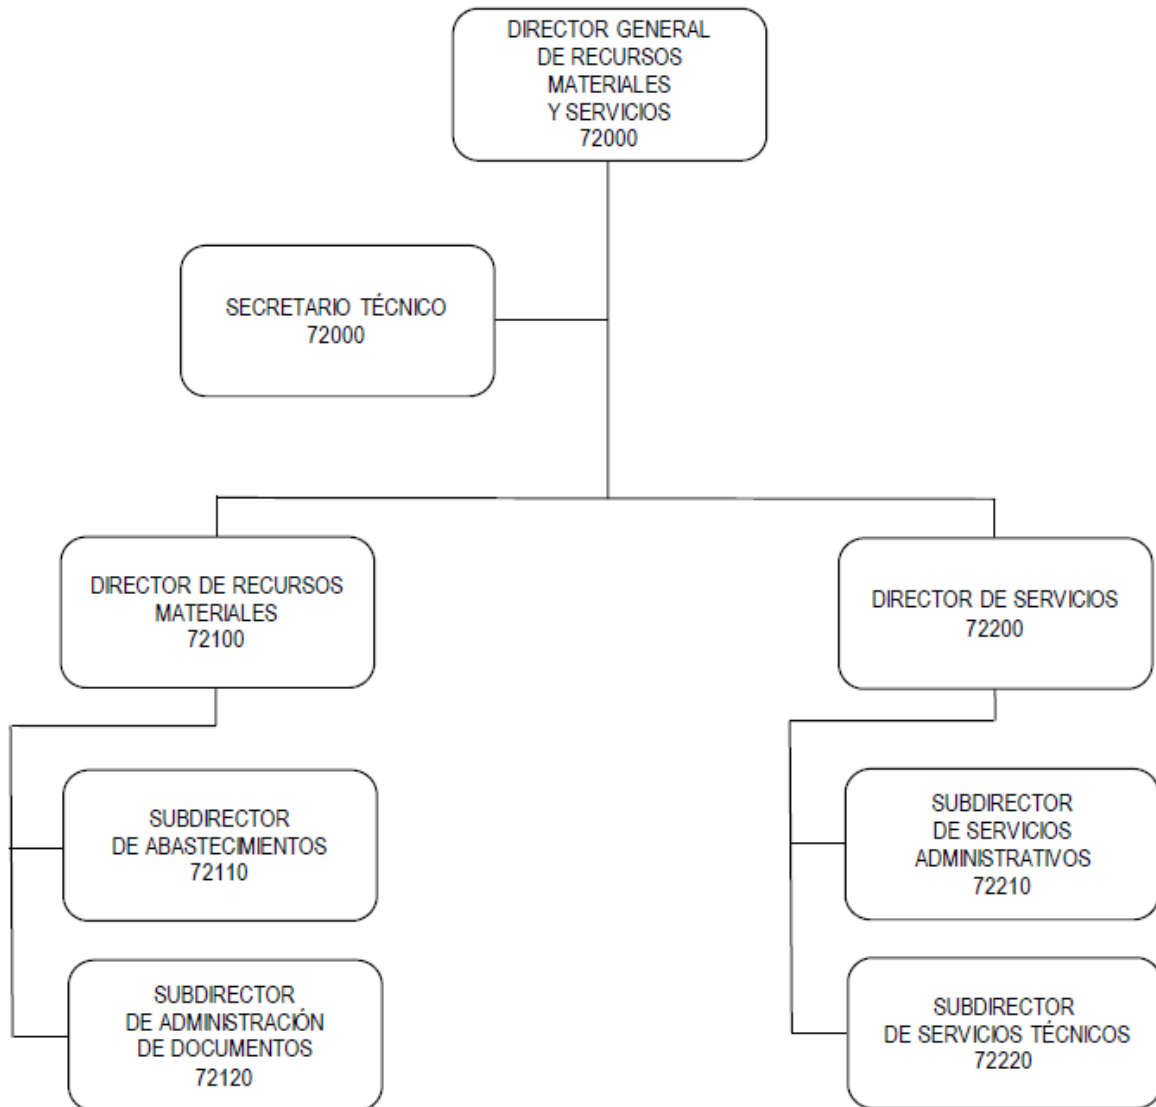 DIRECTOR GENERAL
DE RECURSOS
MATERIALES
Y SERVICIOS
72000
SECRETARIO TÉCNICO
72000
DIRECTOR DE RECURSOS
MATERIALES
72100
DIRECTOR DE SERVICIOS
72200
SUBDIRECTOR
DE ABASTECIMIENTOS
72110
SUBDIRECTOR
DE SERVICIOS
ADMINISTRATIVOS
72210
SUBDIRECTOR
DE ADMINISTRACIÓN
DE DOCUMENTOS
72120
SUBDIRECTOR
DE SERVICIOS TÉCNICOS
72220